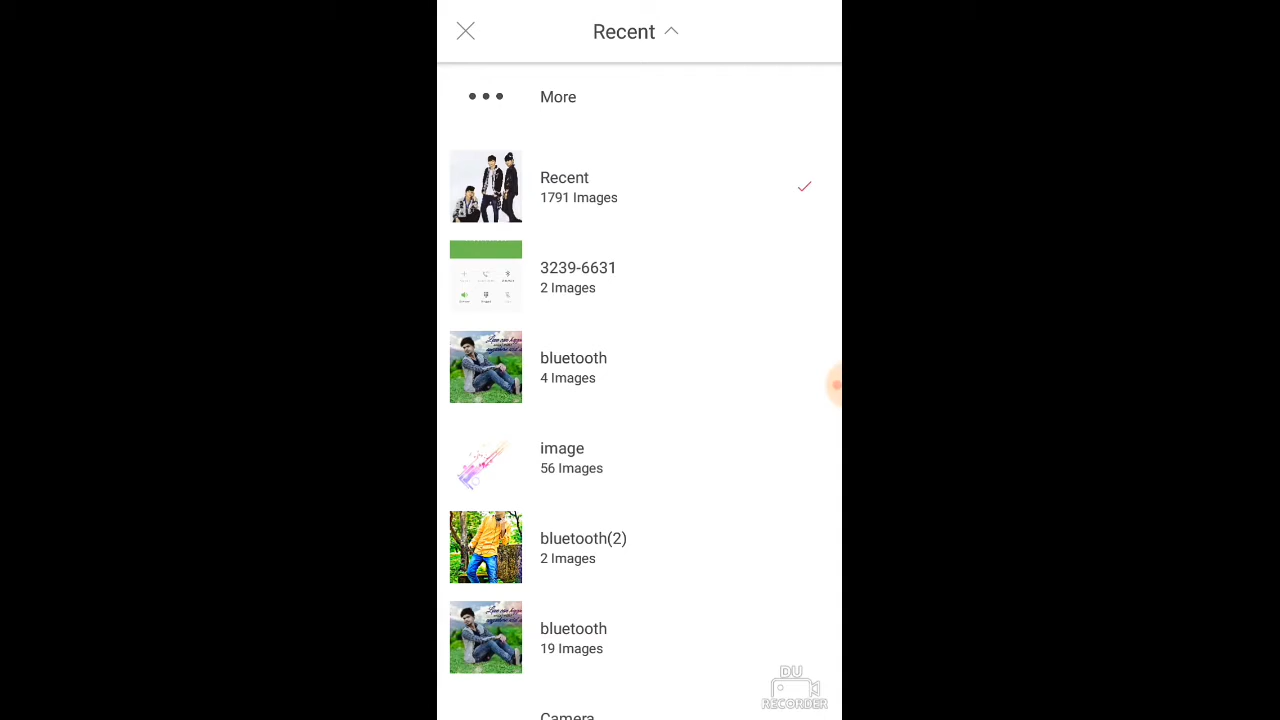 Recent
More
Recent
1791 Images
3239-6631
2 Images
bluetooth
4 Images
image
56 Images
bluetooth(2)
2 Images
bluetooth
19 Images
Camera
DU
RECORDER